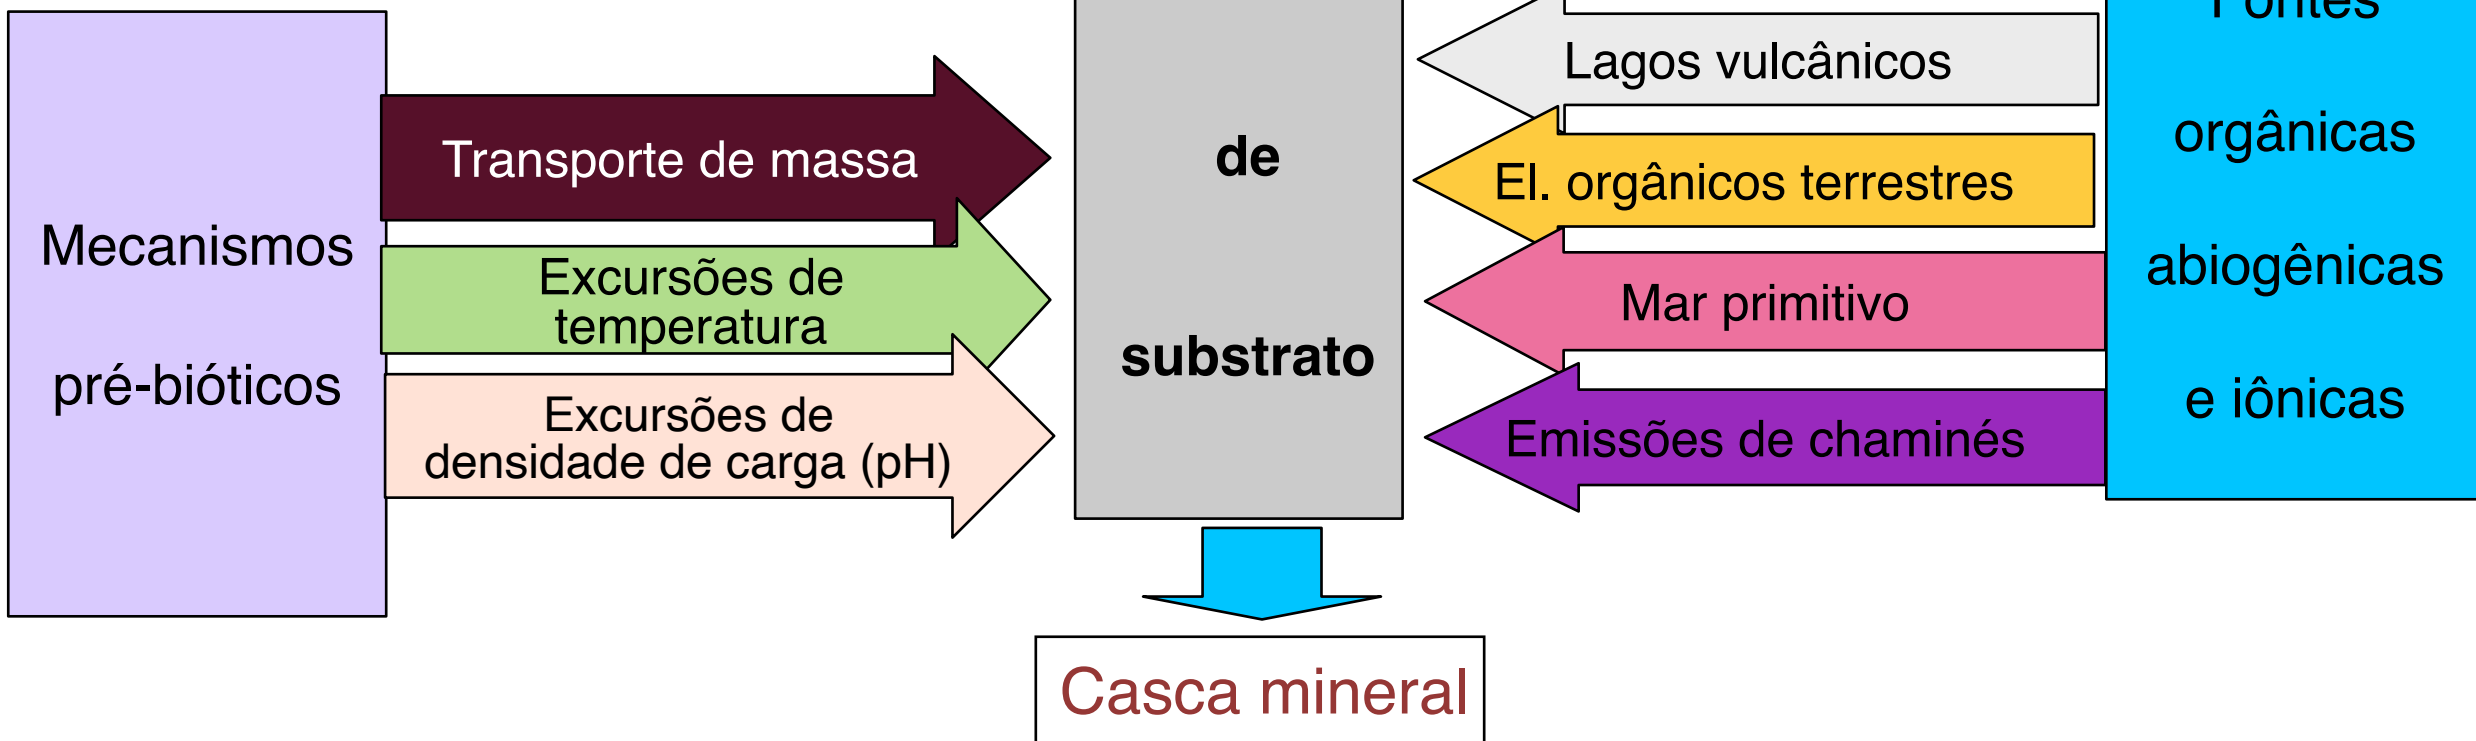 Mecanismos
pré-bióticos
Transporte de massa
Excursões de
temperatura
Excursões de
densidade de carga (pH)
de
substrato
Lagos vulcânicos
El. orgânicos terrestres
Mar primitivo
Emissões de chaminés
Fontes
orgânicas
abiogênicas
e iônicas
Casca mineral